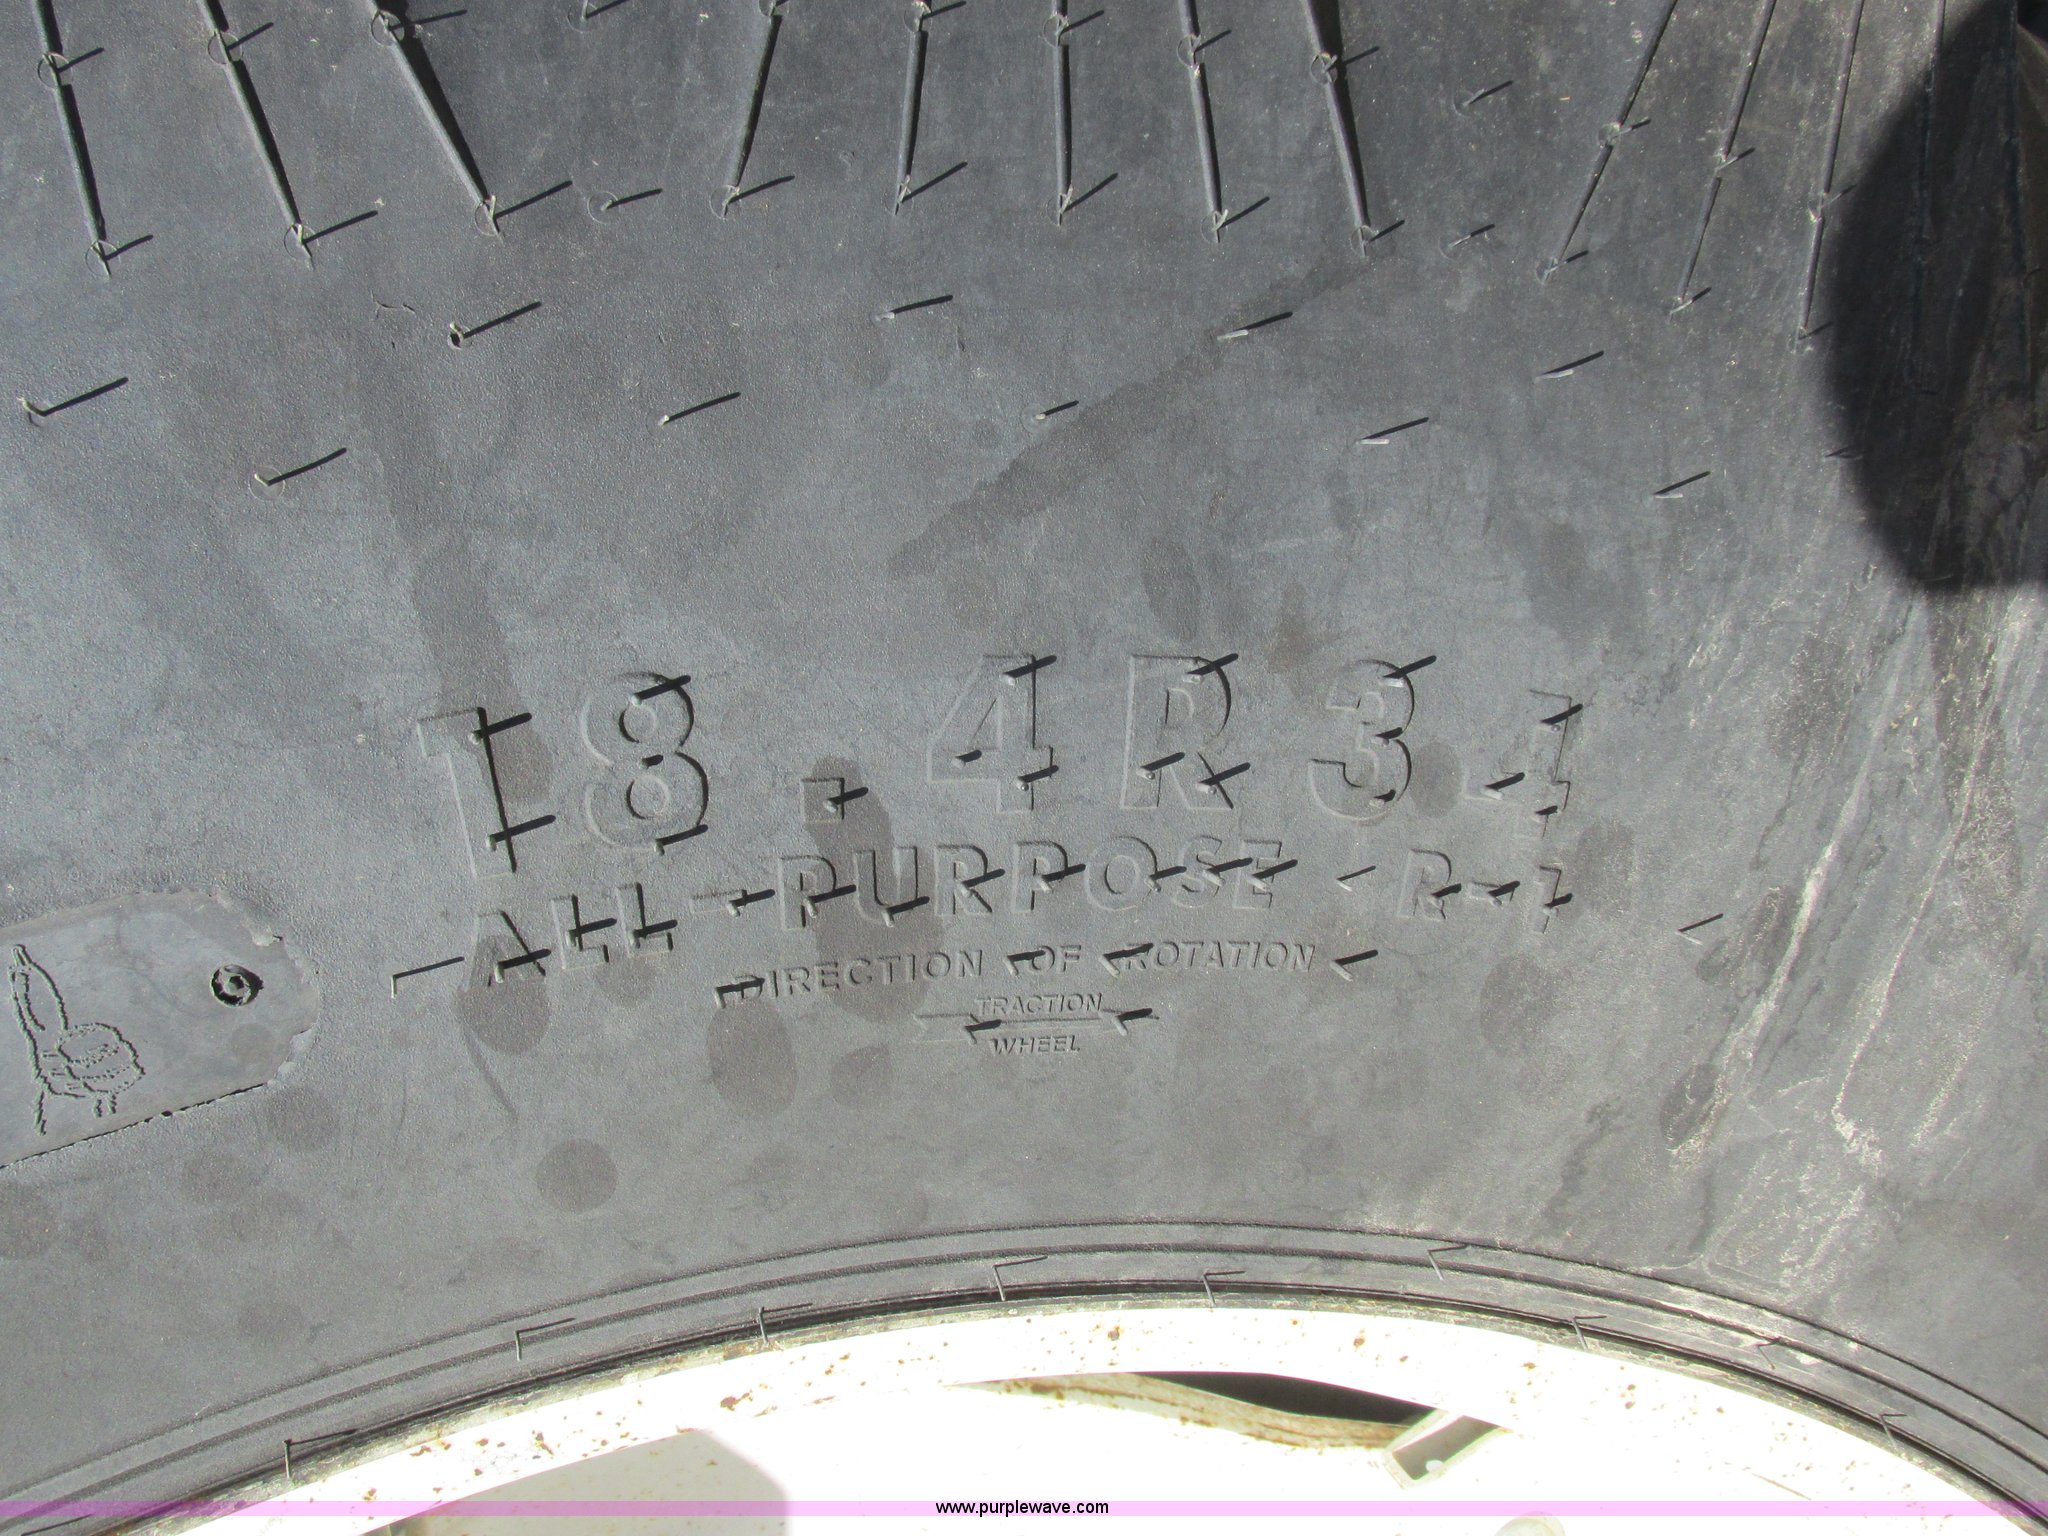 18.4R34
ALL-PURPOSE R-1
DIRECTION OF ROTATION
TRACTION
WHEEL
www.purplewave.com